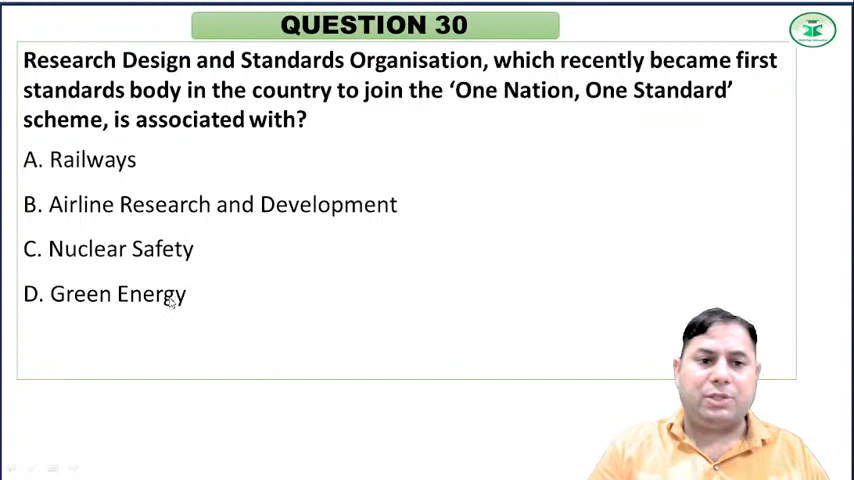 QUESTION 30
Research Design and Standards Organisation, which recently became first
standards body in the country to join the ‘One Nation, One Standard’
scheme, is associated with?
A. Railways
B. Airline Research and Development
C. Nuclear Safety
D. Green Energy